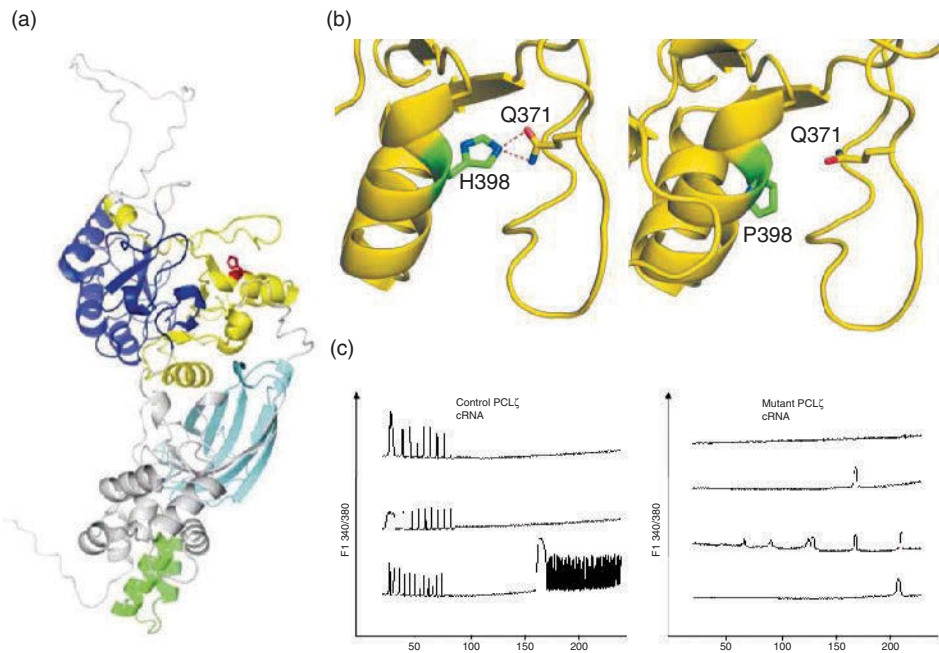 (a)
(b)
Q371
H398
Q371
P398
(c)
Control PCLζ
cRNA
F1 340/380
50 100 150 200
Mutant PCLζ
cRNA
F1 340/380
50 100 150 200